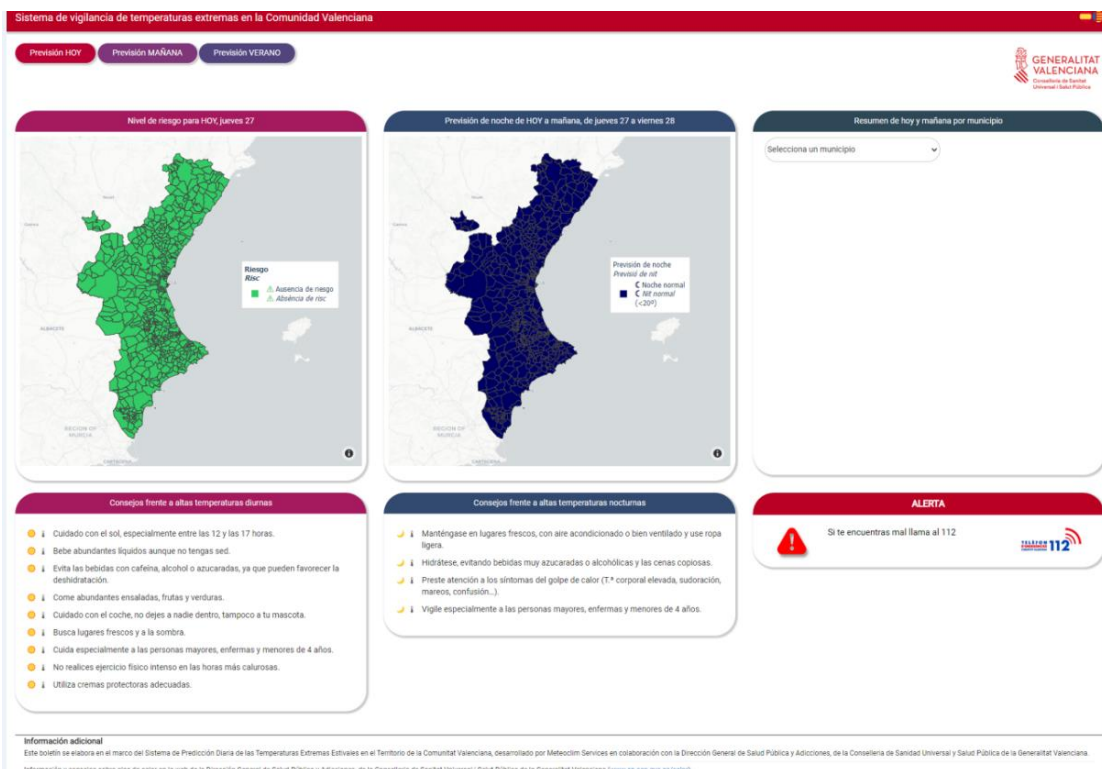 Sistema de vigilancia de temperaturas extremas en la Comunidad Valenciana
Previsión HOY
Previsión MAÑANA
Previsión VERANO
GENERALITAT
VALENCIANA
Conselleria de Sanitat
Universal i Salut Pública
Nivel de riesgo para HOY, jueves 27
Riesgo
Risc
Ausencia de riesgo
Absència de risc
ALBACETE
REGIÓN DE
MURCIA
Previsión de noche de HOY a mañana, de jueves 27 a viernes 28
Previsión de noche
Previsió de nit
Noche normal
Nit normal
(<20º)
ALBACETE
REGIÓN DE
MURCIA
Resumen de hoy y mañana por municipio
Selecciona un municipio
Consejos frente a altas temperaturas diurnas
Cuidado con el sol, especialmente entre las 12 y las 17 horas.
Bebe abundantes líquidos aunque no tengas sed.
Evita las bebidas con cafeína, alcohol o azucaradas, ya que pueden favorecer la
deshidratación.
Come abundantes ensaladas, frutas y verduras.
Cuidado con el coche, no dejes a nadie dentro, tampoco a tu mascota.
Busca lugares frescos y a la sombra.
Cuida especialmente a las personas mayores, enfermas y menores de 4 años.
No realices ejercicio físico intenso en las horas más calurosas.
Utiliza cremas protectoras adecuadas.
Consejos frente a altas temperaturas nocturnas
Manténgase en lugares frescos, con aire acondicionado o bien ventilado y use ropa
ligera.
Hidrátese, evitando bebidas muy azucaradas o alcohólicas y las cenas copiosas.
Preste atención a los síntomas del golpe de calor (T.ª corporal elevada, sudoración,
mareos, confusión...).
Vigile especialmente a las personas mayores, enfermas y menores de 4 años.
ALERTA
Si te encuentras mal llama al 112
TELÈFON
112
Información adicional
Este boletín se elabora en el marco del Sistema de Predicción Diaria de las Temperaturas Extremas Estivales en el Territorio de la Comunitat Valenciana, desarrollado por Meteoclim Services en colaboración con la Dirección General de Salud Pública y Adicciones, de la Conselleria de Sanidad Universal y Salud Pública de la Generalitat Valenciana.